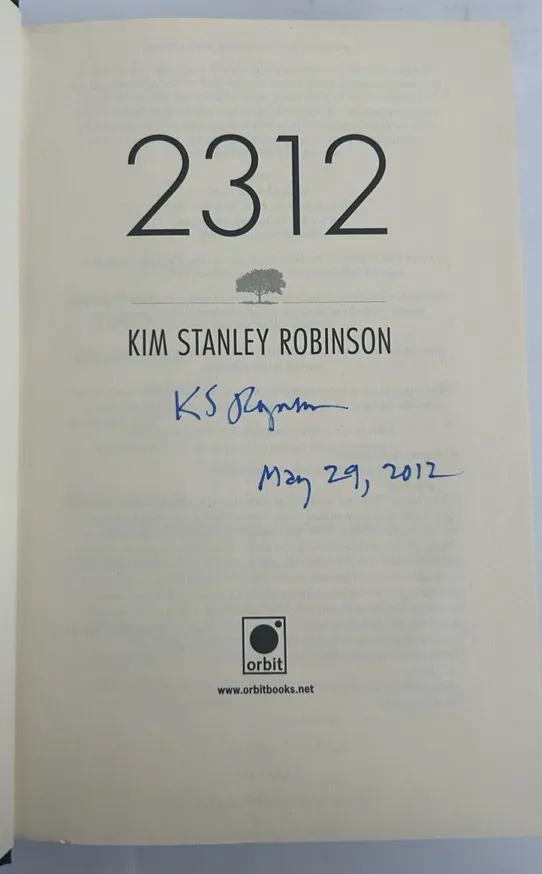 2312
KIM STANLEY ROBINSON
KS Robinson
May 29, 2012
orbit
www.orbitbooks.net